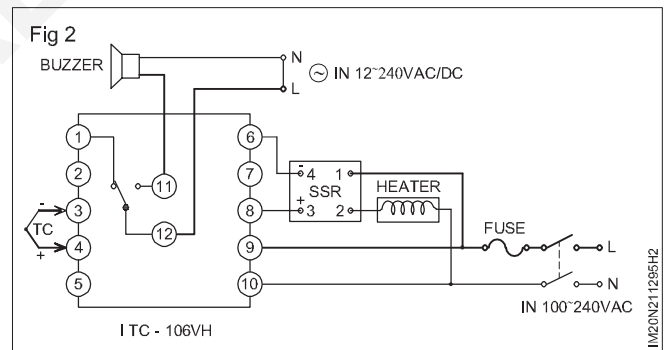 Fig 2
BUZZER
N
L
IN 12~240VAC/DC
1
2
3
4
5
11
12
6
7
8
9
10
- TC +
- 4 1
SSR
+ 3 2
HEATER
FUSE
L
N
IN 100~240VAC
ITC - 106VH
IM20N211295H2